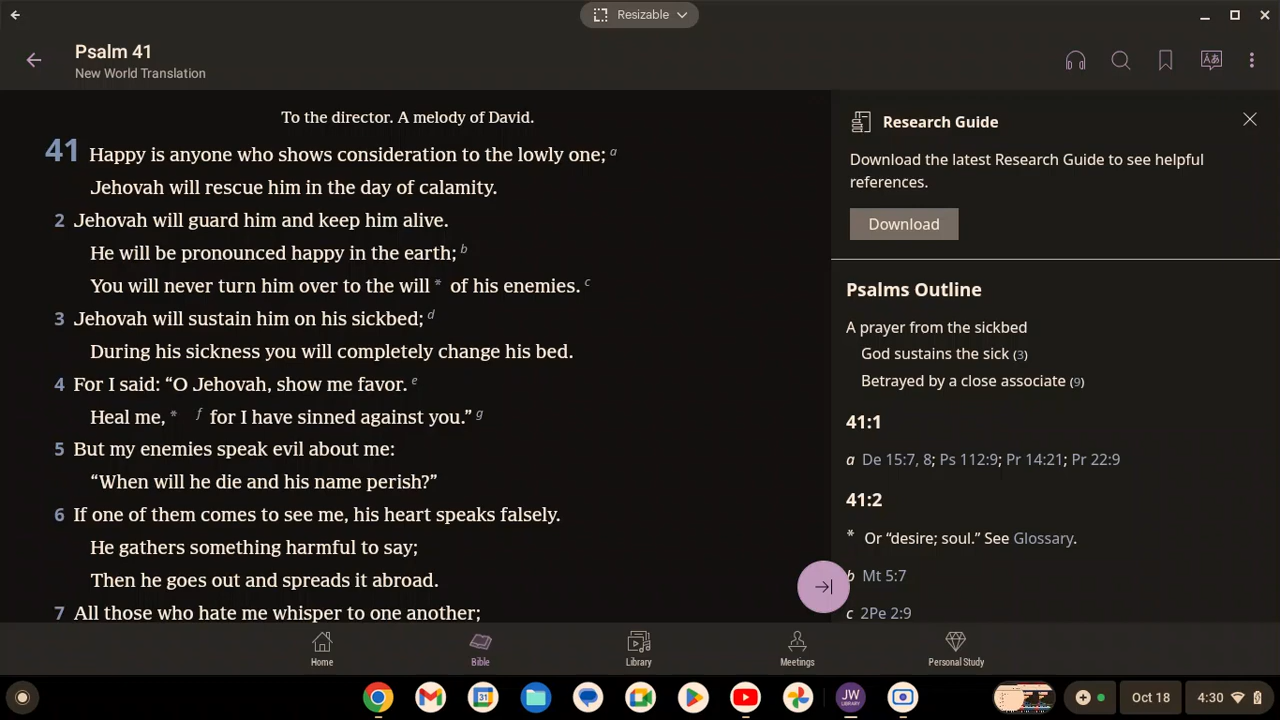 Resizable
Psalm 41
New World Translation
To the director. A melody of David.
41 Happy is anyone who shows consideration to the lowly one; a
Jehovah will rescue him in the day of calamity.
2 Jehovah will guard him and keep him alive.
He will be pronounced happy in the earth; b
You will never turn him over to the will * of his enemies. c
3 Jehovah will sustain him on his sickbed; d
During his sickness you will completely change his bed.
4 For I said: “O Jehovah, show me favor. e
Heal me, * f for I have sinned against you.” g
5 But my enemies speak evil about me:
“When will he die and his name perish?”
6 If one of them comes to see me, his heart speaks falsely.
He gathers something harmful to say;
Then he goes out and spreads it abroad.
7 All those who hate me whisper to one another;
Research Guide
Download the latest Research Guide to see helpful
references.
Download
Psalms Outline
A prayer from the sickbed
God sustains the sick (3)
Betrayed by a close associate (9)
41:1
a De 15:7, 8; Ps 112:9; Pr 14:21; Pr 22:9
41:2
* Or “desire; soul.” See Glossary.
b Mt 5:7
c 2Pe 2:9
Home
Bible
Library
Meetings
Personal Study
31
JW
LIBRARY
Oct 18
4:30